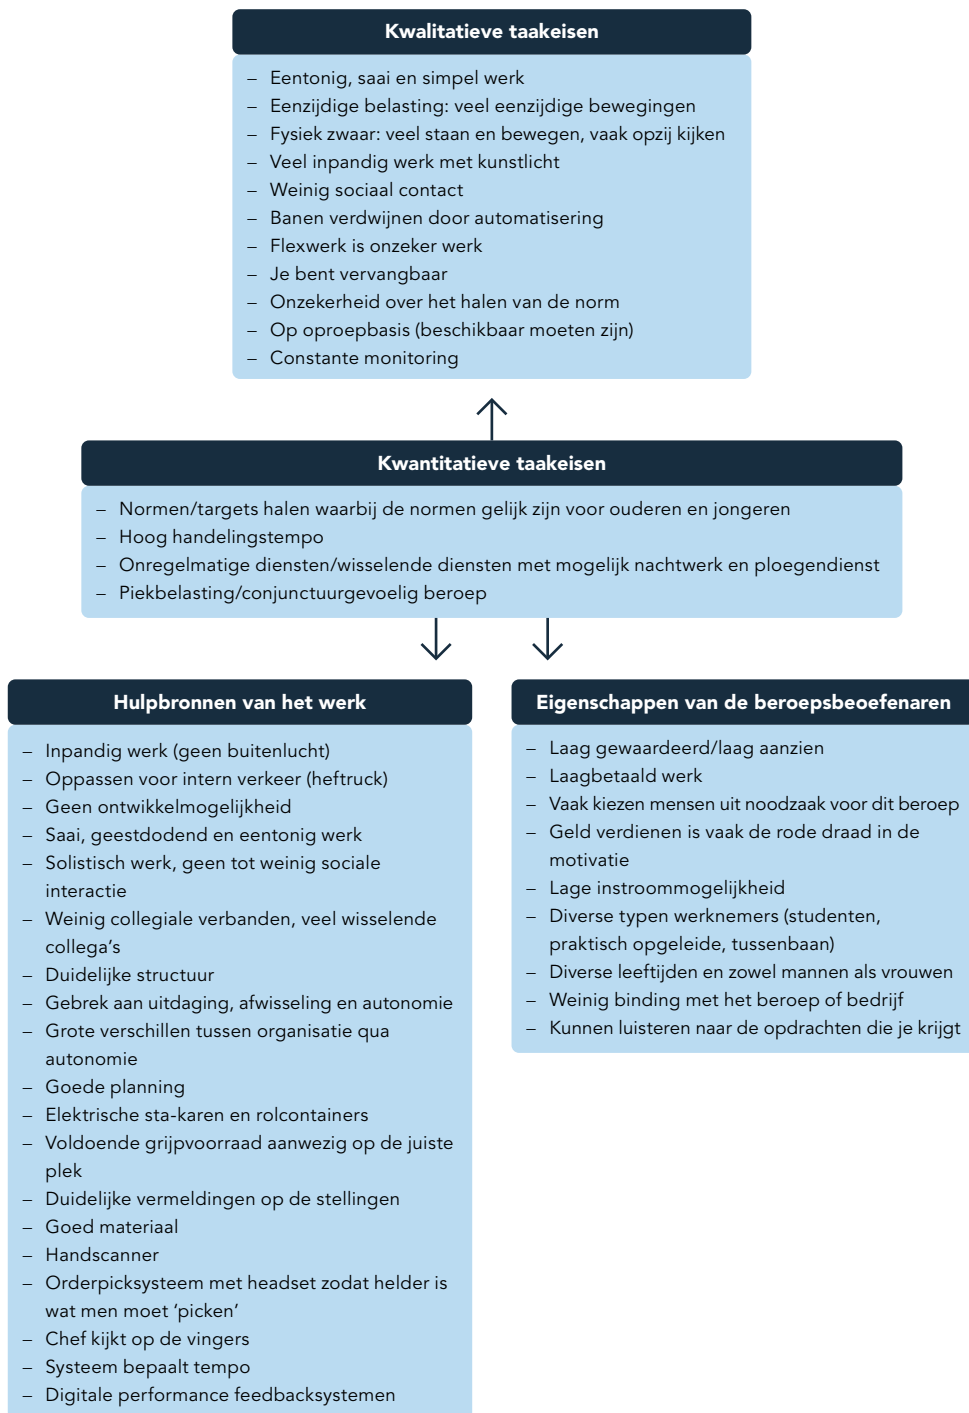 Kwalitatieve taakeisen
– Eentonig, saai en simpel werk
– Eenzijdige belasting: veel eenzijdige bewegingen
– Fysiek zwaar: veel staan en bewegen, vaak opzij kijken
– Veel inpandig werk met kunstlicht
– Weinig sociaal contact
– Banen verdwijnen door automatisering
– Flexwerk is onzeker werk
– Je bent vervangbaar
– Onzekerheid over het halen van de norm
– Op oproepbasis (beschikbaar moeten zijn)
– Constante monitoring
Kwantitatieve taakeisen
– Normen/targets halen waarbij de normen gelijk zijn voor ouderen en jongeren
– Hoog handelingstempo
– Onregelmatige diensten/wisselende diensten met mogelijk nachtwerk en ploegendienst
– Piekbelasting/conjunctuurgevoelig beroep
Hulpbronnen van het werk
– Inpandig werk (geen buitenlucht)
– Oppassen voor intern verkeer (heftruck)
– Geen ontwikkelmogelijkheid
– Saai, geestdodend en eentonig werk
– Solistisch werk, geen tot weinig sociale
interactie
– Weinig collegiale verbanden, veel wisselende
collega's
– Duidelijke structuur
– Gebrek aan uitdaging, afwisseling en autonomie
– Grote verschillen tussen organisatie qua
autonomie
– Goede planning
– Elektrische sta-karen en rolcontainers
– Voldoende grijpvoorraad aanwezig op de juiste
plek
– Duidelijke vermeldingen op de stellingen
– Goed materiaal
– Handscanner
– Orderpicksysteem met headset zodat helder is
wat men moet ‘picken’
– Chef kijkt op de vingers
– Systeem bepaalt tempo
– Digitale performance feedbacksystemen
Eigenschappen van de beroepsbeoefenaren
– Laag gewaardeerd/laag aanzien
– Laagbetaald werk
– Vaak kiezen mensen uit noodzaak voor dit beroep
– Geld verdienen is vaak de rode draad in de
motivatie
– Lage instroommogelijkheid
– Diverse typen werknemers (studenten,
praktisch opgeleide, tussenbaan)
– Diverse leeftijden en zowel mannen als vrouwen
– Weinig binding met het beroep of bedrijf
– Kunnen luisteren naar de opdrachten die je krijgt